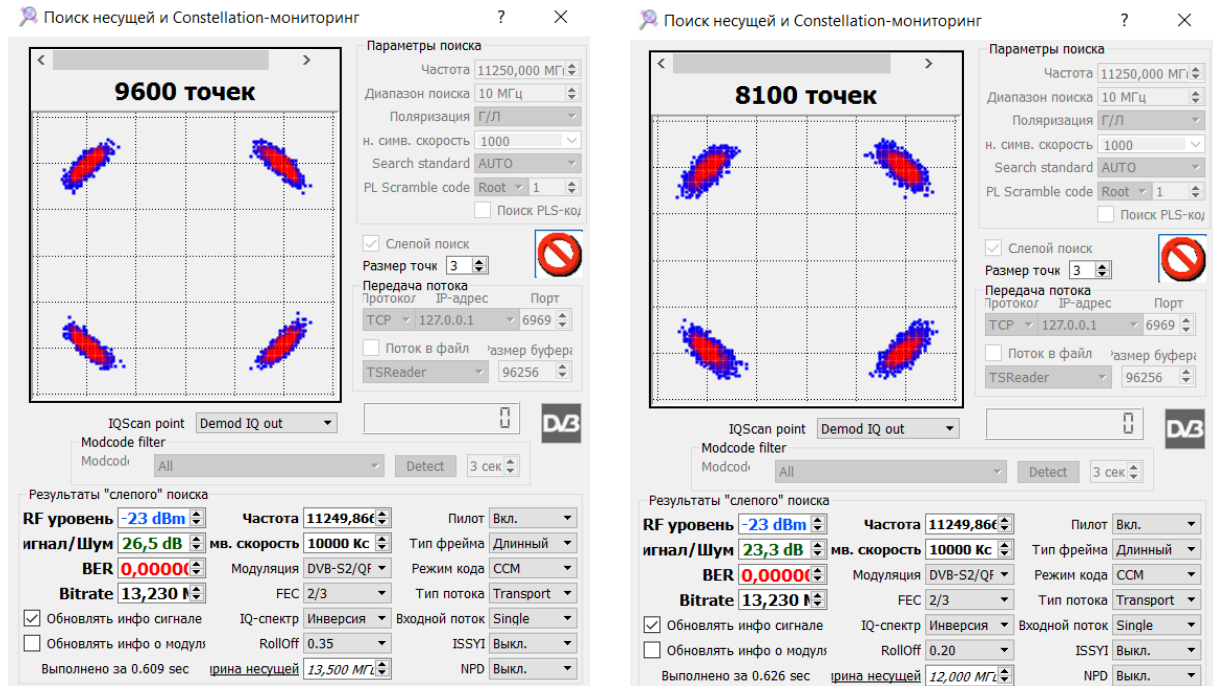 Поиск несущей и Constellation-мониторинг ?
9600 точек
Параметры поиска
Частота 11250,000 МГц
Диапазон поиска 10 МГц
Поляризация Г/Л
н. симв. скорость 1000
Search standard AUTO
PL Scramble code Root 1
Поиск PLS-код
Слепой поиск
Размер точк 3
Передача потока
Протокол IP-адрес Порт
TCP 127.0.0.1 6969
Поток в файл Размер буфера
TSReader 96256
IQScan point Demod IQ out 0 DVB
Modcode filter
Modcode All Detect 3 сек
Результаты "слепого" поиска
RF уровень -23 dBm Частота 11249,866 Пилот Вкл.
игнал/Шум 26,5 dB мв. скорость 10000 Кс Тип фрейма Длинный
BER 0,00000( Модуляция DVB-S2/QF Режим кода CCM
Bitrate 13,230 М FEC 2/3 Тип потока Transport
Обновлять инфо сигнале IQ-спектр Инверсия Входной поток Single
Обновлять инфо о модуля RollOff 0.35 ISSYI Выкл.
Выполнено за 0.609 sec ирина несущей 13,500 МГц NPD Выкл.
Поиск несущей и Constellation-мониторинг ?
8100 точек
Параметры поиска
Частота 11250,000 МГц
Диапазон поиска 10 МГц
Поляризация Г/Л
н. симв. скорость 1000
Search standard AUTO
PL Scramble code Root 1
Поиск PLS-код
Слепой поиск
Размер точк 3
Передача потока
Протокол IP-адрес Порт
TCP 127.0.0.1 6969
Поток в файл Размер буфера
TSReader 96256
IQScan point Demod IQ out 0 DVB
Modcode filter
Modcode All Detect 3 сек
Результаты "слепого" поиска
RF уровень -23 dBm Частота 11249,866 Пилот Вкл.
игнал/Шум 23,3 dB мв. скорость 10000 Кс Тип фрейма Длинный
BER 0,00000( Модуляция DVB-S2/QF Режим кода CCM
Bitrate 13,230 М FEC 2/3 Тип потока Transport
Обновлять инфо сигнале IQ-спектр Инверсия Входной поток Single
Обновлять инфо о модуля RollOff 0.20 ISSYI Выкл.
Выполнено за 0.626 sec ирина несущей 12,000 МГц NPD Выкл.